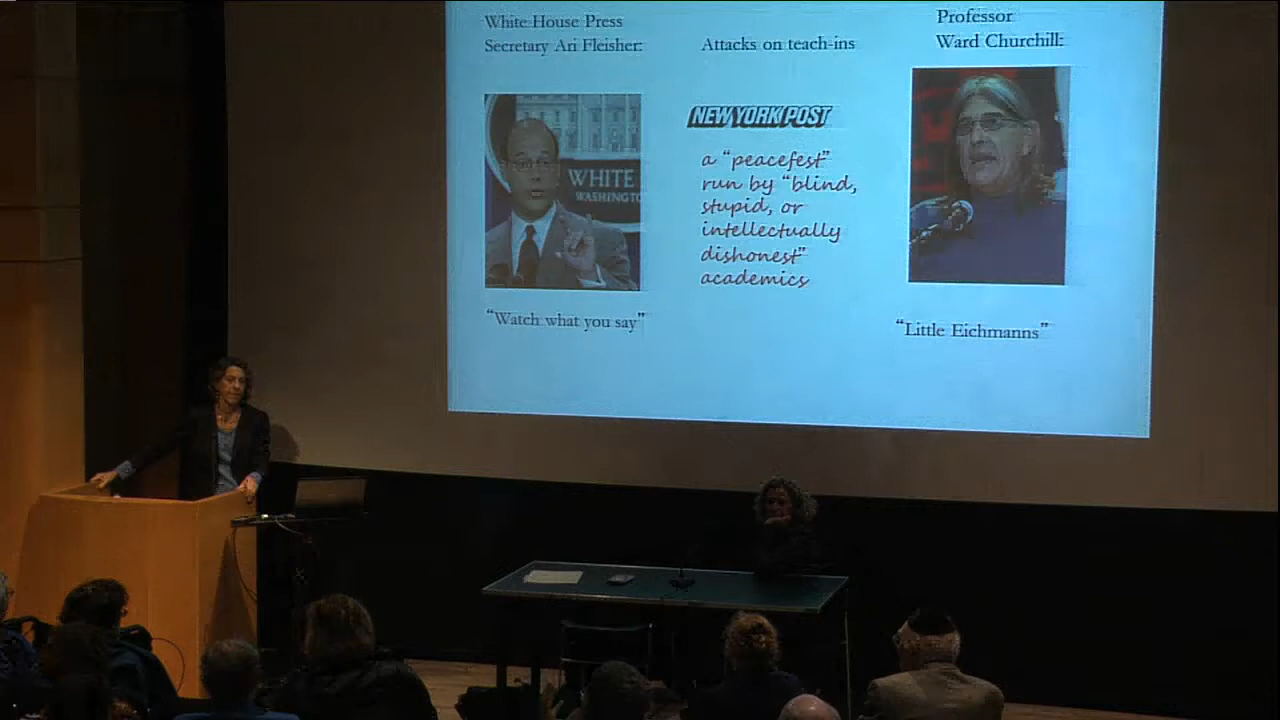 White House Press
Secretary Ari Fleisher:
WHITE
WASHINGTO
"Watch what you say"
Attacks on teach-ins
NEW YORK POST
a "peacefest"
run by "blind,
stupid, or
intellectually
dishonest"
academics
Professor
Ward Churchill:
"Little Eichmanns"